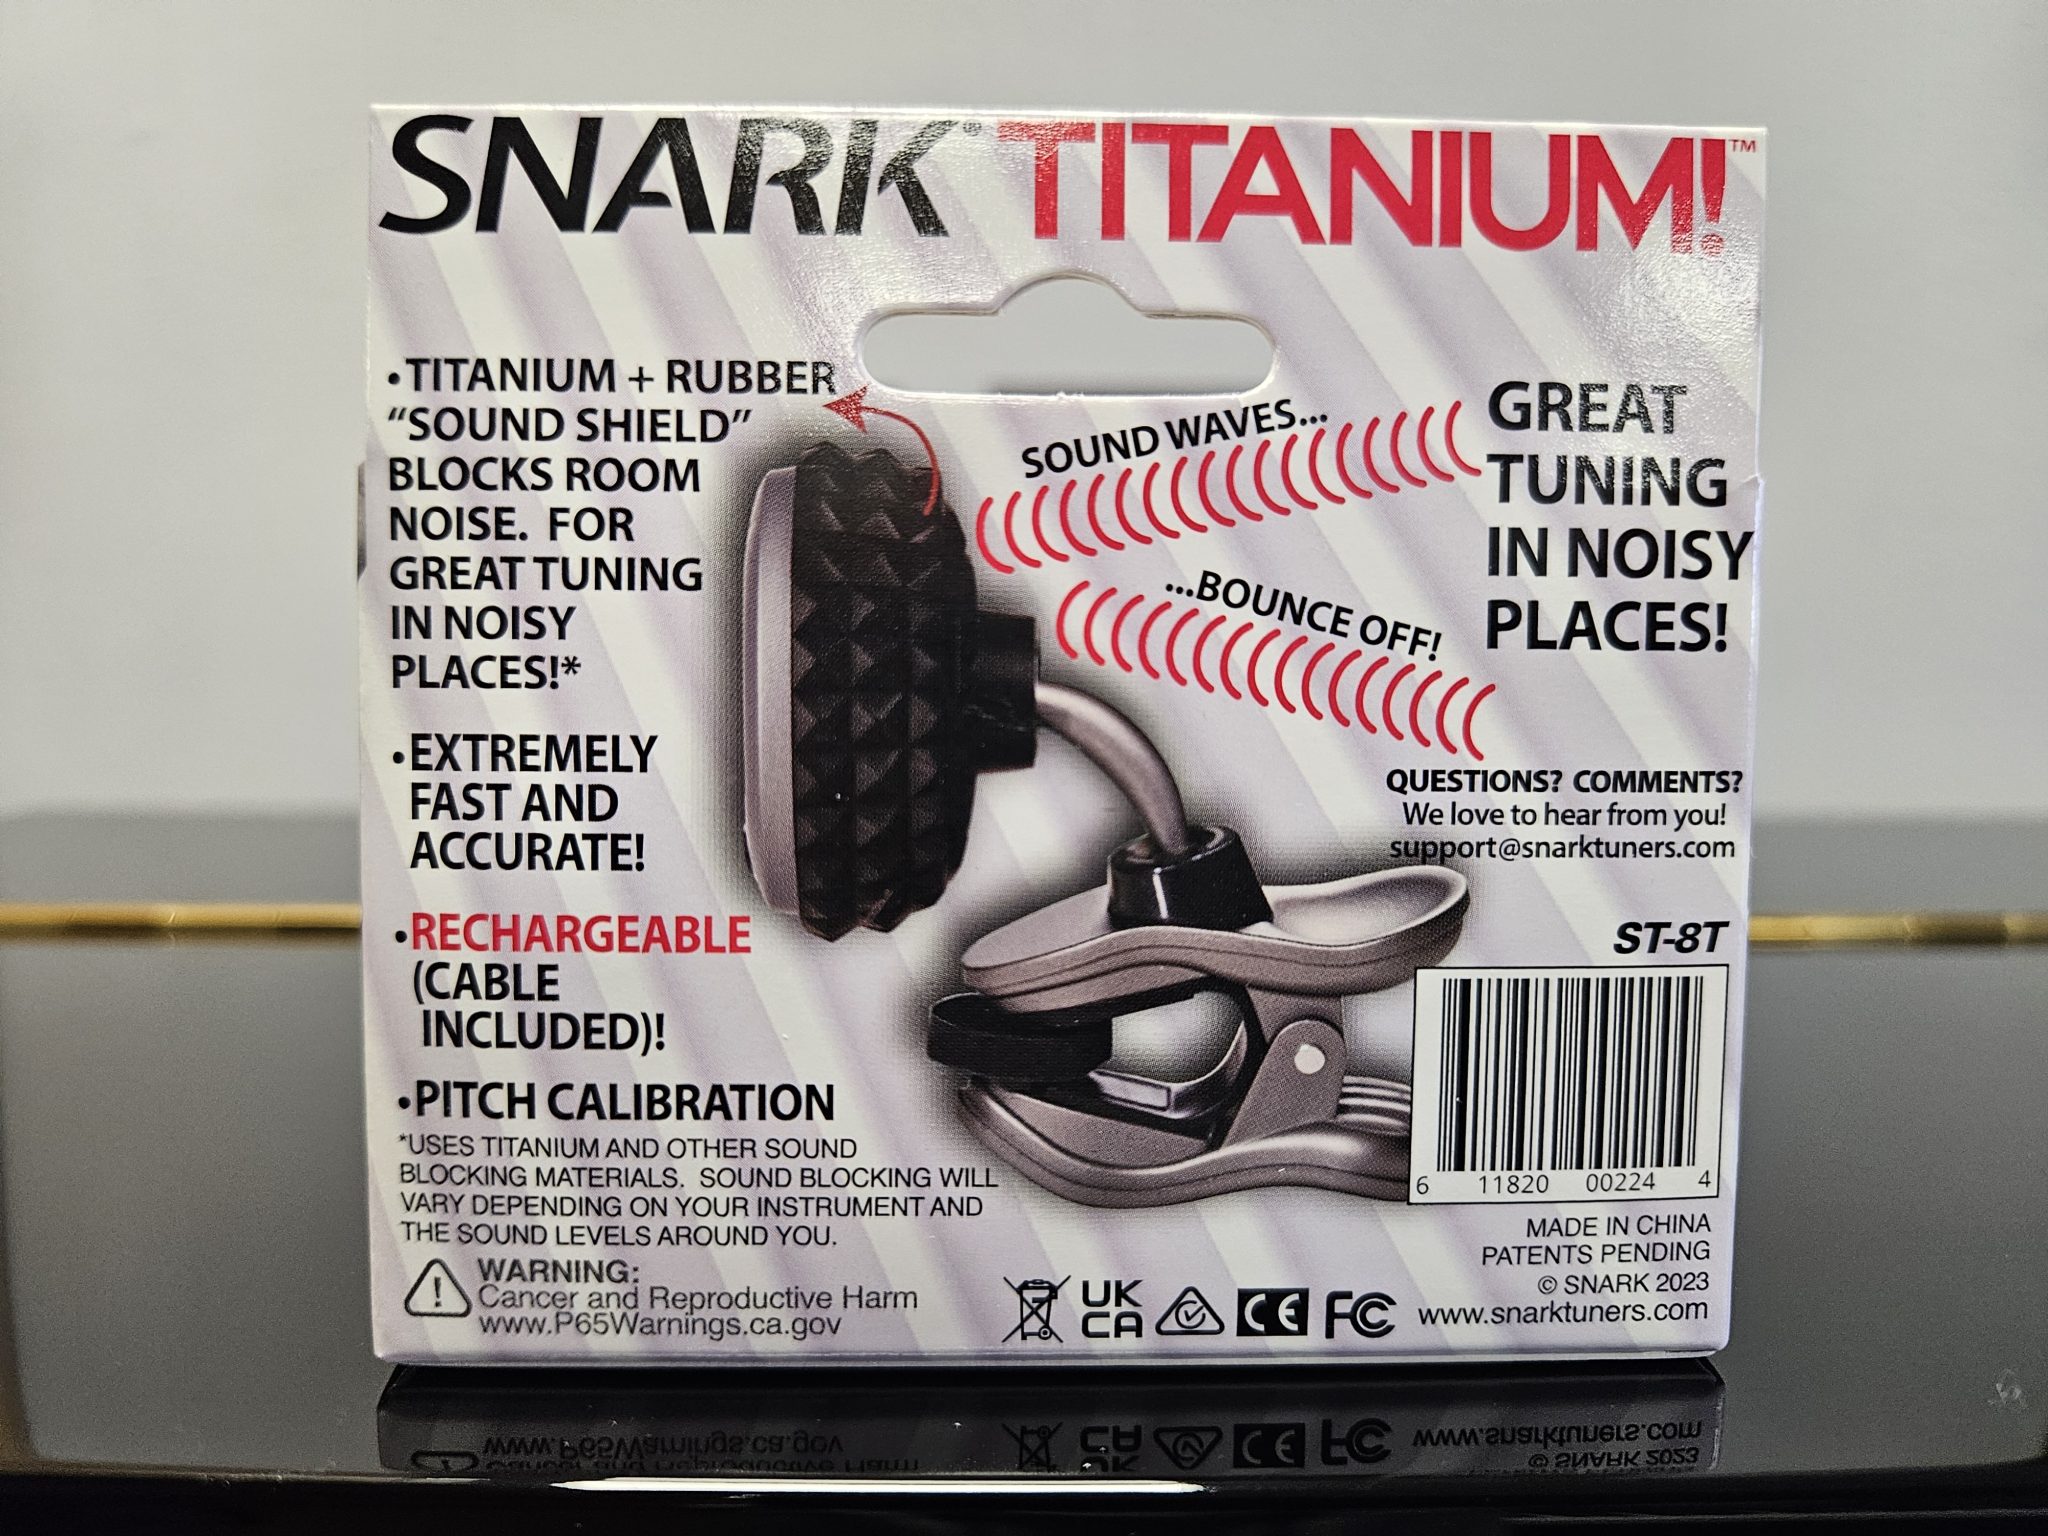 SNARK® TITANIUM!™
•TITANIUM + RUBBER
“SOUND SHIELD”
BLOCKS ROOM
NOISE. FOR
GREAT TUNING
IN NOISY
PLACES!*
•EXTREMELY
FAST AND
ACCURATE!
•RECHARGEABLE
(CABLE
INCLUDED)!
•PITCH CALIBRATION
*USES TITANIUM AND OTHER SOUND
BLOCKING MATERIALS. SOUND BLOCKING WILL
VARY DEPENDING ON YOUR INSTRUMENT AND
THE SOUND LEVELS AROUND YOU.
WARNING:
Cancer and Reproductive Harm
www.P65Warnings.ca.gov
SOUND WAVES...
...BOUNCE OFF!
GREAT
TUNING
IN NOISY
PLACES!
QUESTIONS? COMMENTS?
We love to hear from you!
support@snarktuners.com
ST-8T
6 11820 00224 4
MADE IN CHINA
PATENTS PENDING
© SNARK 2023
www.snarktuners.com
UK
CA
CE
FC